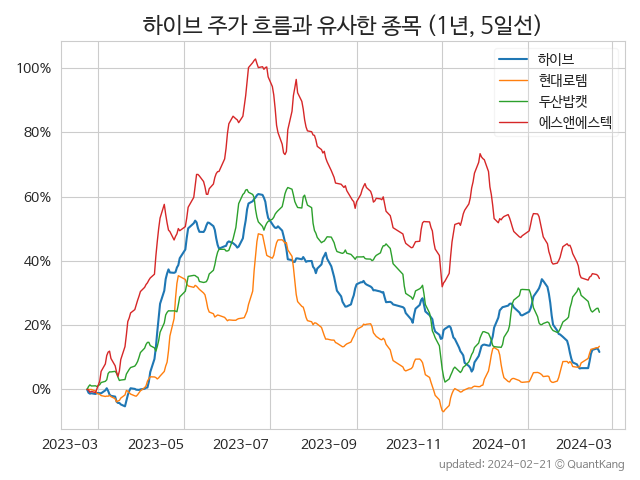 하이브 주가 흐름과 유사한 종목 (1년, 5일선)
하이브
현대로템
두산밥캣
에스앤에스텍
100%
80%
60%
40%
20%
0%
2023-03 2023-05 2023-07 2023-09 2023-11 2024-01 2024-03
updated: 2024-02-21 © QuantKang